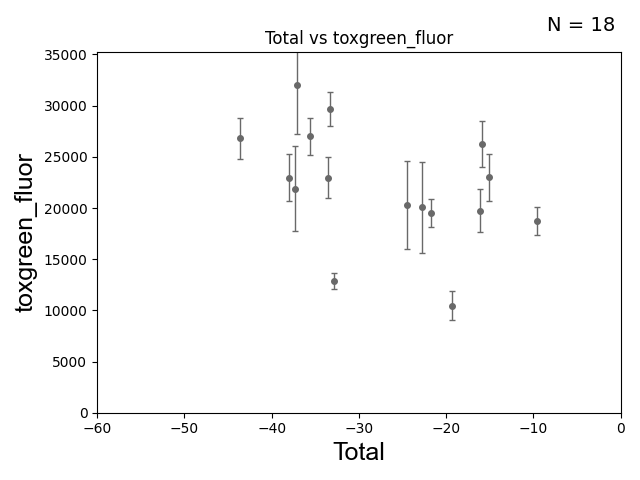 N = 18
Total vs toxgreen_fluor
35000
30000
25000
20000
15000
10000
5000
0
toxgreen_fluor
−60 −50 −40 −30 −20 −10 0
Total